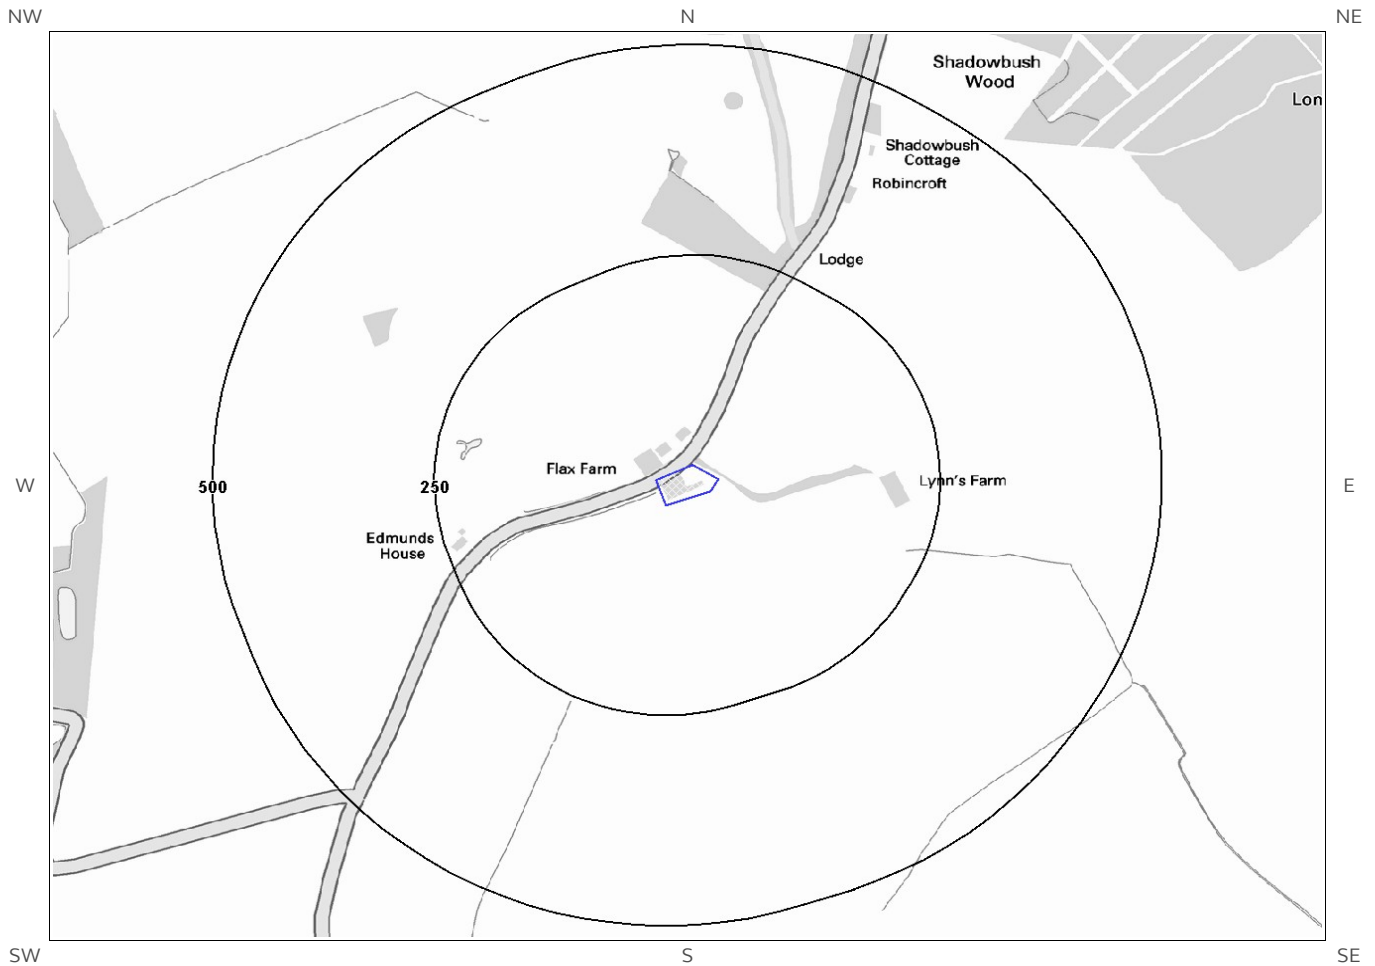 NW
N
NE
Shadowbush
Wood
Lon
Shadowbush
Cottage
Robincroft
Lodge
Flax Farm
Lynn's Farm
W
500
250
E
Edmunds
House
SW
S
SE